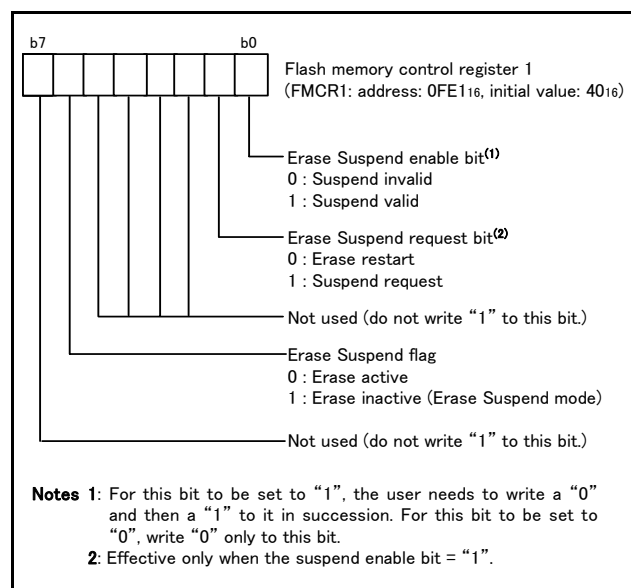 b7 b0
Flash memory control register 1
(FMCR1: address: 0FE1₁₆, initial value: 40₁₆)
Erase Suspend enable bit⁽¹⁾
0 : Suspend invalid
1 : Suspend valid
Erase Suspend request bit⁽²⁾
0 : Erase restart
1 : Suspend request
Not used (do not write “1” to this bit.)
Erase Suspend flag
0 : Erase active
1 : Erase inactive (Erase Suspend mode)
Not used (do not write “1” to this bit.)
Notes 1: For this bit to be set to “1”, the user needs to write a “0”
and then a “1” to it in succession. For this bit to be set to
“0”, write “0” only to this bit.
2: Effective only when the suspend enable bit = “1”.